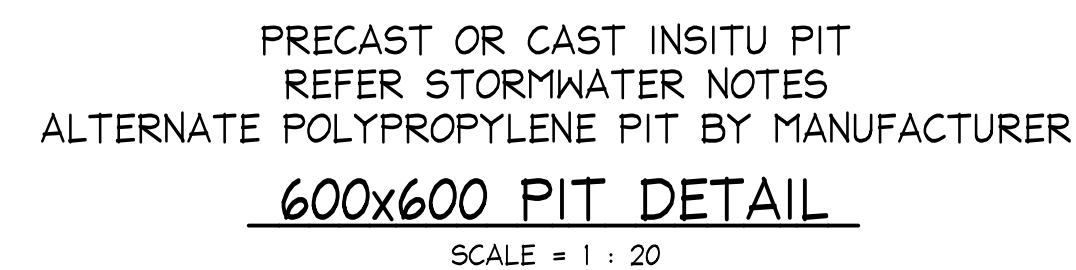 PRECAST OR CAST INSITU PIT
REFER STORMWATER NOTES
ALTERNATE POLYPROPYLENE PIT BY MANUFACTURER
600x600 PIT DETAIL
SCALE = 1 : 20